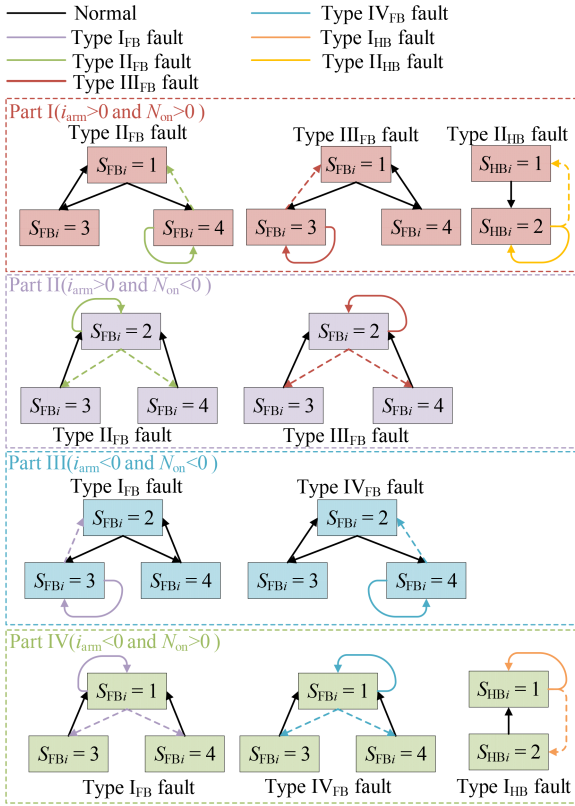 Normal
Type IV_FB fault
Type I_FB fault
Type I_HB fault
Type II_FB fault
Type II_HB fault
Type III_FB fault
Part I(i_arm>0 and N_on>0)
Type II_FB fault
Type III_FB fault
Type II_HB fault
S_FBi = 1
S_FBi = 1
S_HBi = 1
S_FBi = 3
S_FBi = 4
S_FBi = 3
S_FBi = 4
S_HBi = 2
Part II(i_arm>0 and N_on<0 )
S_FBi = 2
S_FBi = 2
S_FBi = 3
S_FBi = 4
S_FBi = 3
S_FBi = 4
Type II_FB fault
Type III_FB fault
Part III(i_arm<0 and N_on<0 )
Type I_FB fault
Type IV_FB fault
S_FBi = 2
S_FBi = 2
S_FBi = 3
S_FBi = 4
S_FBi = 3
S_FBi = 4
Part IV(i_arm<0 and N_on>0 )
S_FBi = 1
S_FBi = 1
S_HBi = 1
S_FBi = 3
S_FBi = 4
S_FBi = 3
S_FBi = 4
S_HBi = 2
Type I_FB fault
Type IV_FB fault
Type I_HB fault